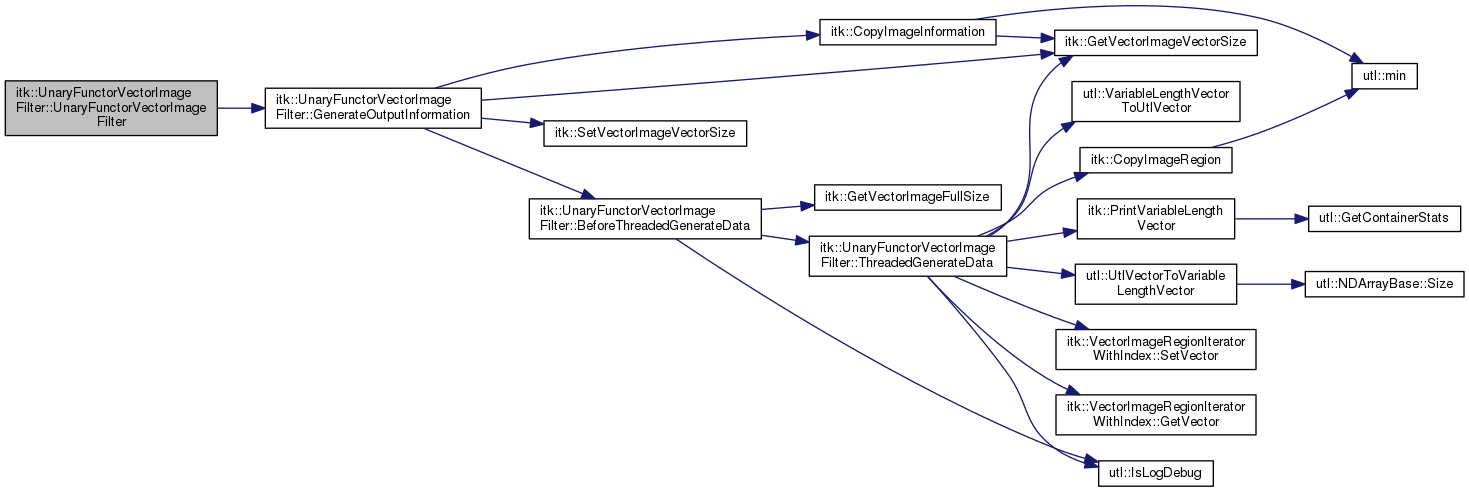 itk::UnaryFunctorVectorImage
Filter::UnaryFunctorVectorImage
Filter
itk::UnaryFunctorVectorImage
Filter::GenerateOutputInformation
itk::CopyImageInformation
itk::GetVectorImageVectorSize
utl::min
itk::SetVectorImageVectorSize
itk::UnaryFunctorVectorImage
Filter::BeforeThreadedGenerateData
itk::GetVectorImageFullSize
itk::UnaryFunctorVectorImage
Filter::ThreadedGenerateData
utl::VariableLengthVector
ToUtlVector
itk::CopyImageRegion
itk::PrintVariableLength
Vector
utl::GetContainerStats
utl::UtlVectorToVariable
LengthVector
utl::NDArrayBase::Size
itk::VectorImageRegionIterator
WithIndex::SetVector
itk::VectorImageRegionIterator
WithIndex::GetVector
utl::IsLogDebug